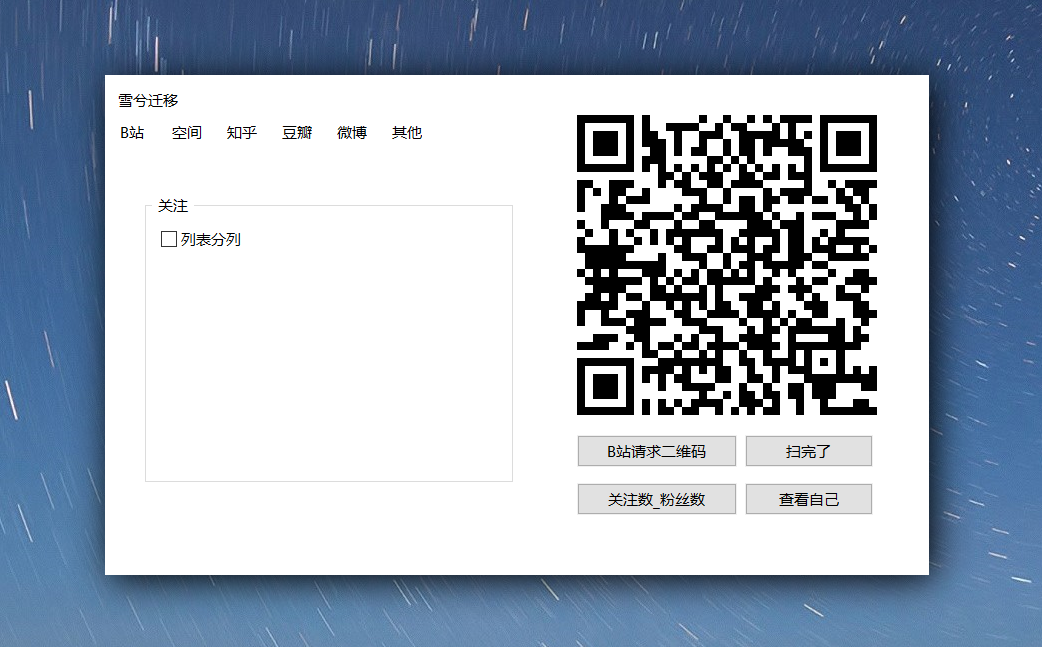 雪兮迁移
B站 空间 知乎 豆瓣 微博 其他
关注
列表分列
B站请求二维码 扫完了
关注数_粉丝数 查看自己